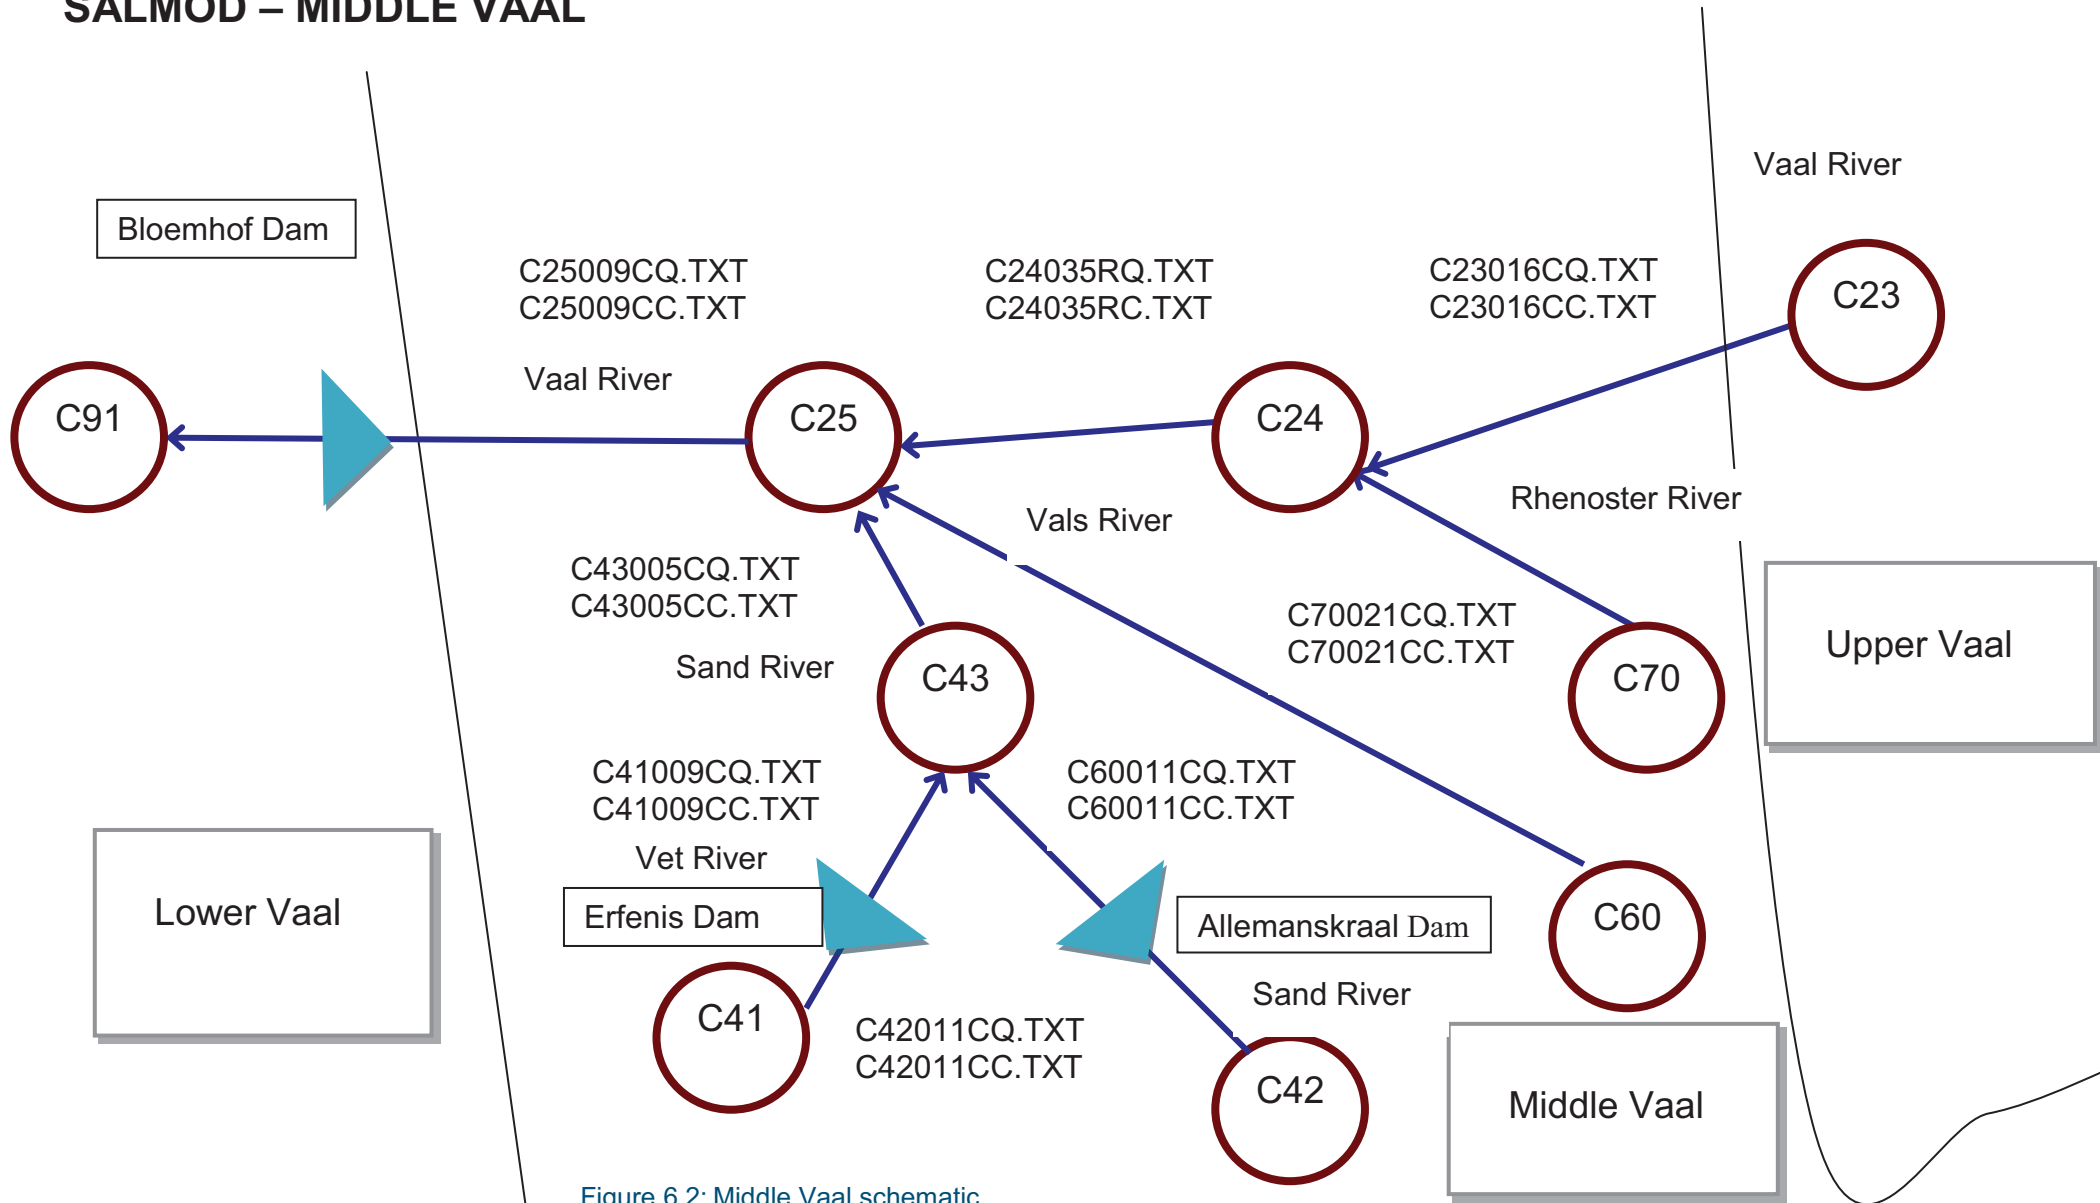 SALMOD – MIDDLE VAAL
Vaal River
Bloemhof Dam
C25009CQ.TXT
C25009CC.TXT
C24035RQ.TXT
C24035RC.TXT
C23016CQ.TXT
C23016CC.TXT
C23
Vaal River
C91
C25
C24
Rhenoster River
Vals River
C43005CQ.TXT
C43005CC.TXT
C70021CQ.TXT
C70021CC.TXT
Upper Vaal
Sand River
C43
C70
C41009CQ.TXT
C41009CC.TXT
C60011CQ.TXT
C60011CC.TXT
Vet River
Lower Vaal
Erfenis Dam
Allemanskraal Dam
C60
Sand River
C41
C42011CQ.TXT
C42011CC.TXT
C42
Middle Vaal
Figure 6.2: Middle Vaal schematic